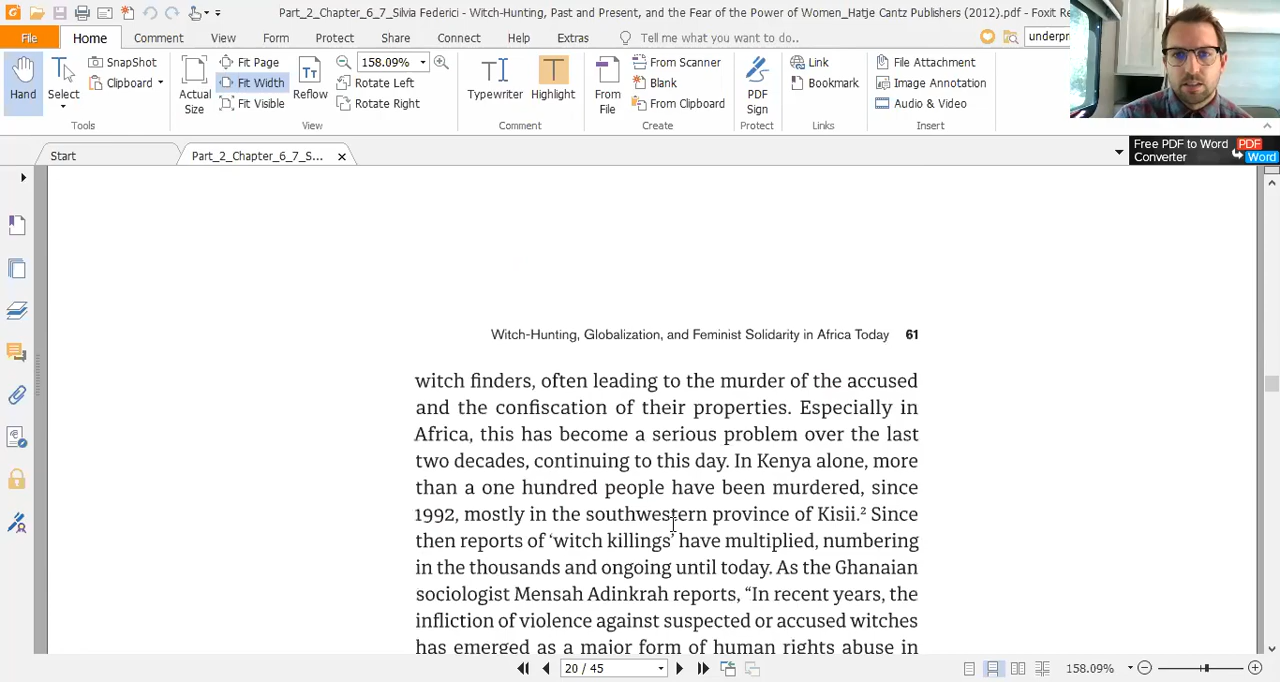 Part_2_Chapter_6_7_Silvia Federici - Witch-Hunting, Past and Present, and the Fear of the Power of Women_Hatje Cantz Publishers (2012).pdf - Foxit Re
File Home Comment View Form Protect Share Connect Help Extras Tell me what you want to do.. underpr
Hand
Select
SnapShot
Clipboard
Tools
Actual Size
Fit Page
Fit Width
Fit Visible
Reflow
158.09%
Rotate Left
Rotate Right
View
Typewriter
Highlight
Comment
From File
From Scanner
Blank
From Clipboard
Create
PDF Sign
Protect
Link
Bookmark
Links
File Attachment
Image Annotation
Audio & Video
Insert
Start
Part_2_Chapter_6_7_S...
Free PDF to Word Converter
PDF
Word
Witch-Hunting, Globalization, and Feminist Solidarity in Africa Today 61
witch finders, often leading to the murder of the accused
and the confiscation of their properties. Especially in
Africa, this has become a serious problem over the last
two decades, continuing to this day. In Kenya alone, more
than a one hundred people have been murdered, since
1992, mostly in the southwestern province of Kisii.² Since
then reports of ‘witch killings’ have multiplied, numbering
in the thousands and ongoing until today. As the Ghanaian
sociologist Mensah Adinkrah reports, “In recent years, the
infliction of violence against suspected or accused witches
has emerged as a major form of human rights abuse in
20 / 45
158.09%